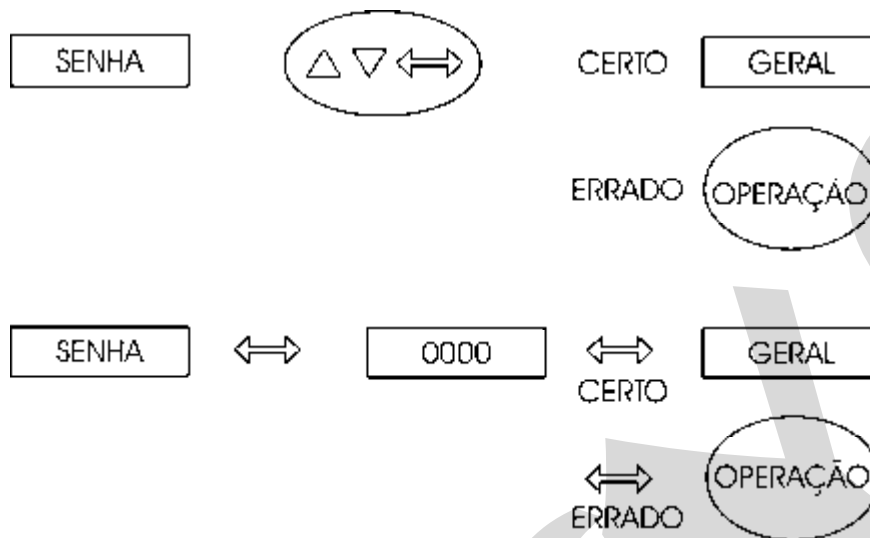 SENHA CERTO GERAL
ERRADO OPERAÇÃO
SENHA 0000 GERAL
CERTO
OPERAÇÃO
ERRADO